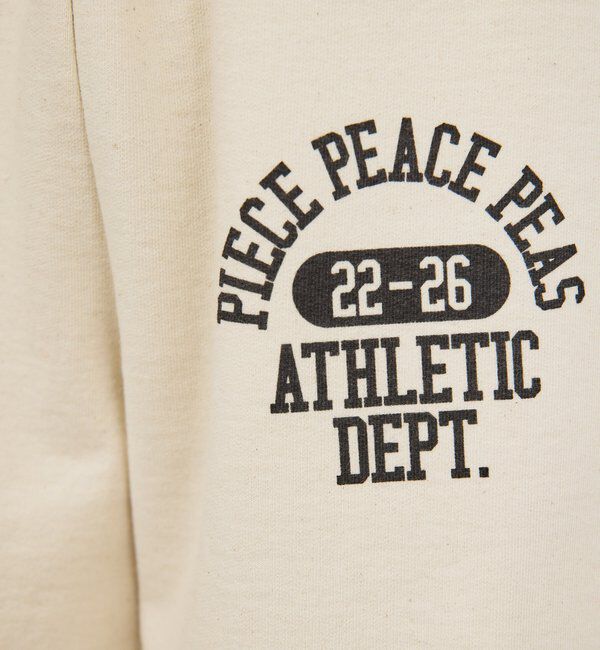 PIECE PEACE PEAS
22-26
ATHLETIC
DEPT.